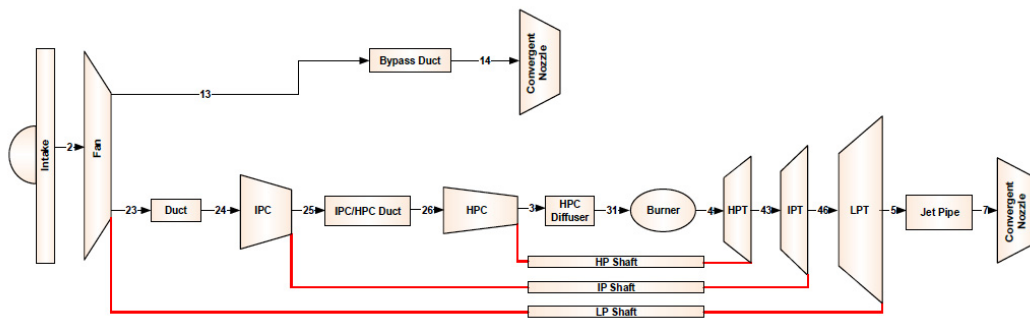 Bypass Duct
14
Convergent
Nozzle
13
Intake
2
Fan
23
Duct
24
IPC
25
IPC/HPC Duct
26
HPC
3
HPC
Diffuser
31
Burner
4
HPT
43
IPT
46
LPT
5
Jet Pipe
7
Convergent
Nozzle
HP Shaft
IP Shaft
LP Shaft